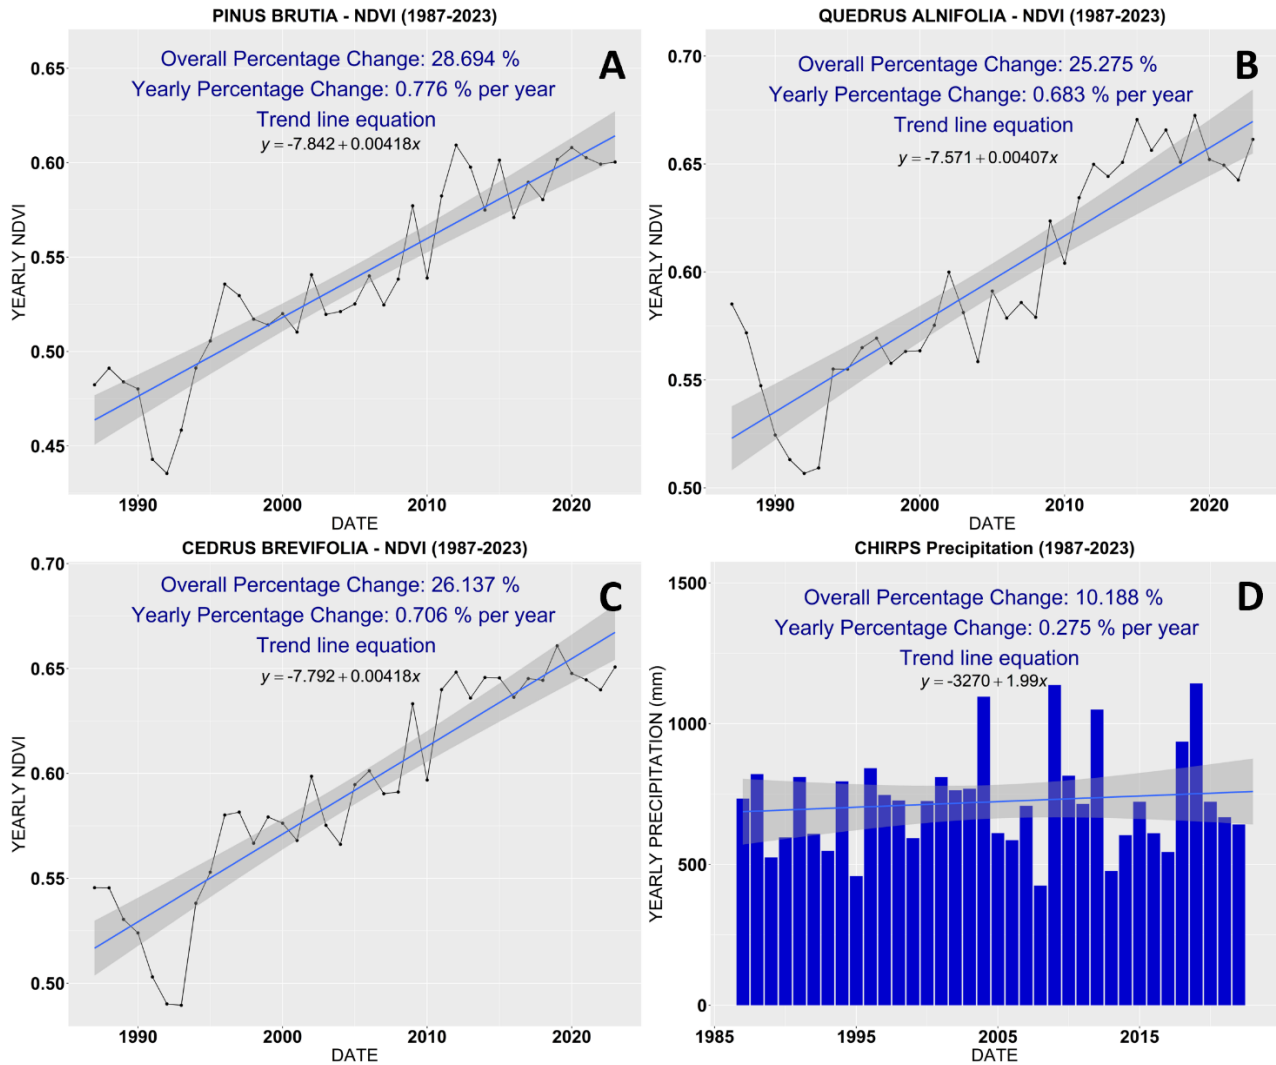 PINUS BRUTIA - NDVI (1987-2023)
Overall Percentage Change: 28.694 %
A
Yearly Percentage Change: 0.776 % per year
Trend line equation
y = -7.842 + 0.00418x
YEARLY NDVI
0.65
0.60
0.55
0.50
0.45
1990
2000
2010
2020
DATE
QUEDRUS ALNIFOLIA - NDVI (1987-2023)
Overall Percentage Change: 25.275 %
B
Yearly Percentage Change: 0.683 % per year
Trend line equation
y = -7.571 + 0.00407x
YEARLY NDVI
0.70
0.65
0.60
0.55
0.50
1990
2000
2010
2020
DATE
CEDRUS BREVIFOLIA - NDVI (1987-2023)
Overall Percentage Change: 26.137 %
C
Yearly Percentage Change: 0.706 % per year
Trend line equation
y = -7.792 + 0.00418x
YEARLY NDVI
0.70
0.65
0.60
0.55
0.50
1990
2000
2010
2020
DATE
CHIRPS Precipitation (1987-2023)
Overall Percentage Change: 10.188 %
D
Yearly Percentage Change: 0.275 % per year
Trend line equation
y = -3270 + 1.99x
YEARLY PRECIPITATION (mm)
1500
1000
500
0
1985
1995
2005
2015
DATE